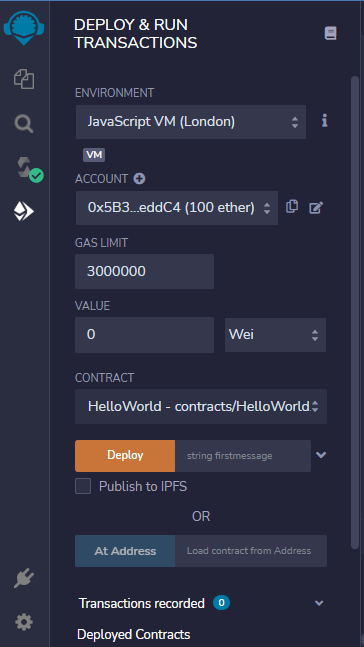 DEPLOY & RUN
TRANSACTIONS
ENVIRONMENT
JavaScript VM (London)
VM
ACCOUNT
0x5B3...eddC4 (100 ether)
GAS LIMIT
3000000
VALUE
0
Wei
CONTRACT
HelloWorld - contracts/HelloWorld.
Deploy
string firstmessage
Publish to IPFS
OR
At Address
Load contract from Address
Transactions recorded 0
Deployed Contracts